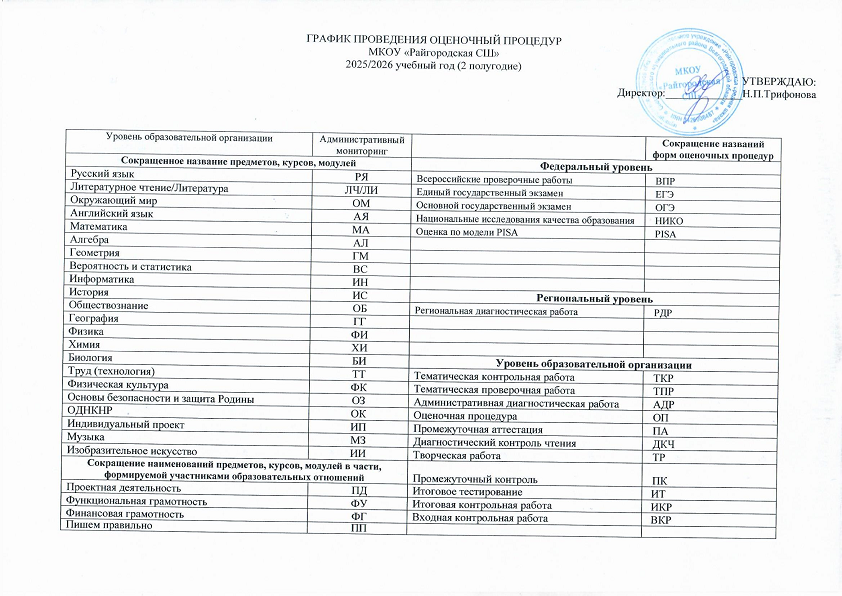 ГРАФИК ПРОВЕДЕНИЯ ОЦЕНОЧНЫЙ ПРОЦЕДУР
МКОУ «Райгородская СШ»
2025/2026 учебный год (2 полугодие)
УТВЕРЖДАЮ:
Директор: Н.П.Трифонова
МКОУ
«Райгородская
СШ»
Уровень образовательной организации
Административный
мониторинг
Сокращенное название предметов, курсов, модулей
Русский язык РЯ
Литературное чтение/Литература ЛЧ/ЛИ
Окружающий мир ОМ
Английский язык АЯ
Математика МА
Алгебра АЛ
Геометрия ГМ
Вероятность и статистика ВС
Информатика ИН
История ИС
Обществознание ОБ
География ГГ
Физика ФИ
Химия ХИ
Биология БИ
Труд (технология) ТТ
Физическая культура ФК
Основы безопасности и защита Родины ОЗ
ОДНКНР ОК
Индивидуальный проект ИП
Музыка МЗ
Изобразительное искусство ИИ
Сокращение наименований предметов, курсов, модулей в части,
формируемой участниками образовательных отношений
Проектная деятельность ПД
Функциональная грамотность ФУ
Финансовая грамотность ФГ
Пишем правильно ПП
Сокращение названий
форм оценочных процедур
Федеральный уровень
Всероссийские проверочные работы ВПР
Единый государственный экзамен ЕГЭ
Основной государственный экзамен ОГЭ
Национальные исследования качества образования НИКО
Оценка по модели PISA PISA
Региональный уровень
Региональная диагностическая работа РДР
Уровень образовательной организации
Тематическая контрольная работа ТКР
Тематическая проверочная работа ТПР
Административная диагностическая работа АДР
Оценочная процедура ОП
Промежуточная аттестация ПА
Диагностический контроль чтения ДКЧ
Творческая работа ТР
Промежуточный контроль ПК
Итоговое тестирование ИТ
Итоговая контрольная работа ИКР
Входная контрольная работа ВКР